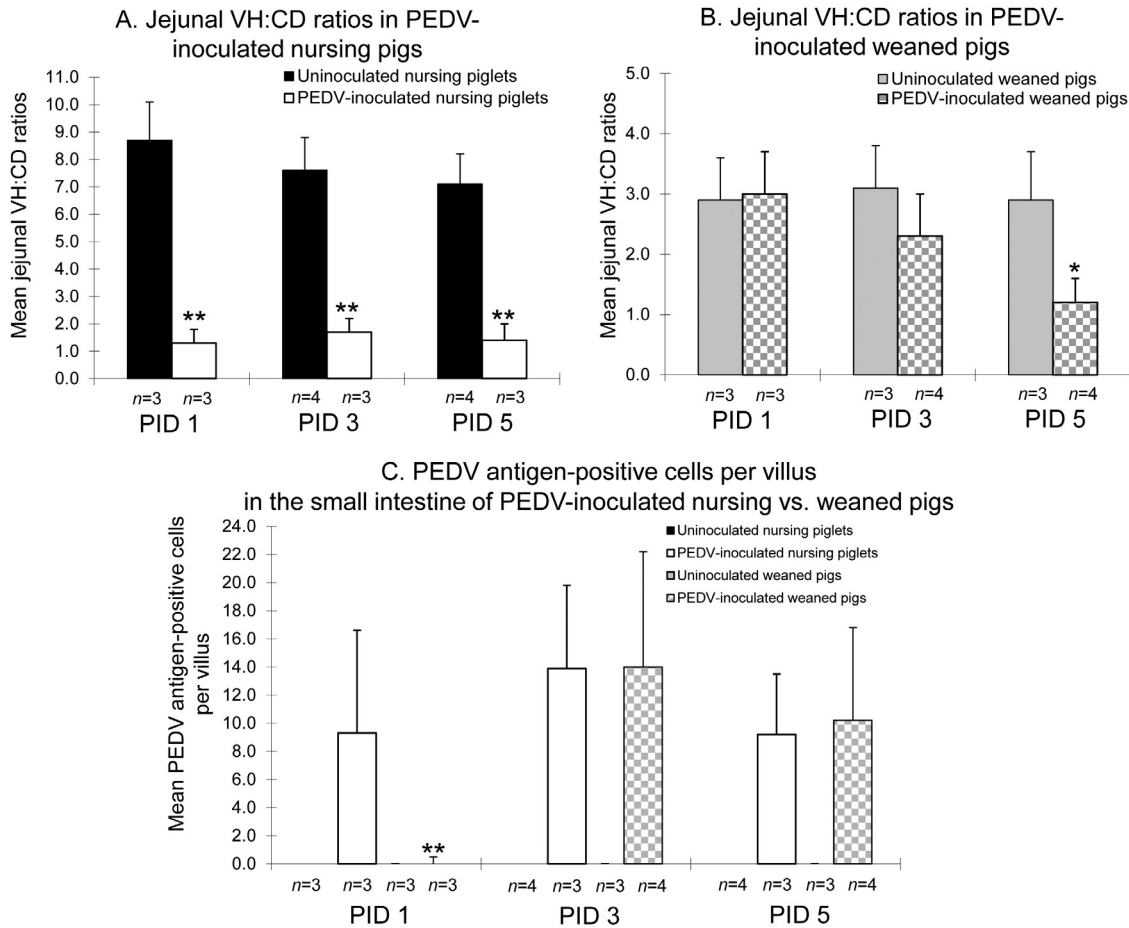 A. Jejunal VH:CD ratios in PEDV-
inoculated nursing pigs
Uninoculated nursing piglets
PEDV-inoculated nursing piglets
Mean jejunal VH:CD ratios
11.0
10.0
9.0
8.0
7.0
6.0
5.0
4.0
3.0
2.0
1.0
0.0
** ** **
n=3 n=3 n=4 n=3 n=4 n=3
PID 1 PID 3 PID 5
B. Jejunal VH:CD ratios in PEDV-
inoculated weaned pigs
Uninoculated weaned pigs
PEDV-inoculated weaned pigs
Mean jejunal VH:CD ratios
5.0
4.0
3.0
2.0
1.0
0.0
*
n=3 n=3 n=3 n=4 n=3 n=4
PID 1 PID 3 PID 5
C. PEDV antigen-positive cells per villus
in the small intestine of PEDV-inoculated nursing vs. weaned pigs
Uninoculated nursing piglets
PEDV-inoculated nursing piglets
Uninoculated weaned pigs
PEDV-inoculated weaned pigs
Mean PEDV antigen-positive cells
per villus
24.0
22.0
20.0
18.0
16.0
14.0
12.0
10.0
8.0
6.0
4.0
2.0
0.0
**
n=3 n=3 n=3 n=3 n=4 n=3 n=3 n=4 n=4 n=3 n=3 n=4
PID 1 PID 3 PID 5